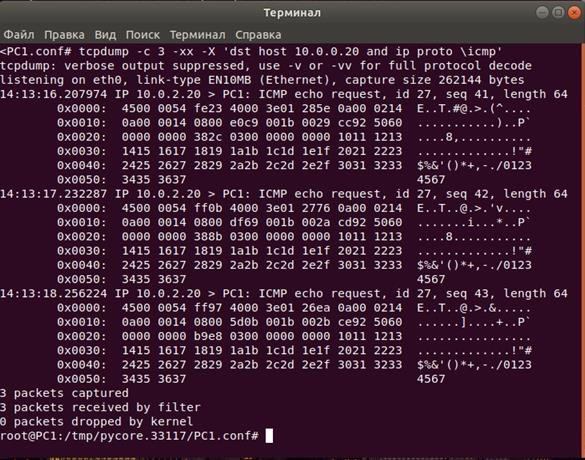 Терминал
Файл Правка Вид Поиск Терминал Справка
<PC1.conf# tcpdump -c 3 -xx -X 'dst host 10.0.0.20 and ip proto \icmp'
tcpdump: verbose output suppressed, use -v or -vv for full protocol decode
listening on eth0, link-type EN10MB (Ethernet), capture size 262144 bytes
14:13:16.207974 IP 10.0.2.20 > PC1: ICMP echo request, id 27, seq 41, length 64
0x0000: 4500 0054 fe23 4000 3e01 285e 0a00 0214 E..T.#@.>.(^....
0x0010: 0a00 0014 0800 e0c9 001b 0029 cc92 5060 ...........)..P`
0x0020: 0000 0000 382c 0300 0000 0000 1011 1213 ....8,..........
0x0030: 1415 1617 1819 1a1b 1c1d 1e1f 2021 2223 .............!"#
0x0040: 2425 2627 2829 2a2b 2c2d 2e2f 3031 3233 $%&'()*+,-./0123
0x0050: 3435 3637 4567
14:13:17.232287 IP 10.0.2.20 > PC1: ICMP echo request, id 27, seq 42, length 64
0x0000: 4500 0054 ff0b 4000 3e01 2776 0a00 0214 E..T..@.>.'v....
0x0010: 0a00 0014 0800 df69 001b 002a cd92 5060 .......i...*..P`
0x0020: 0000 0000 388b 0300 0000 0000 1011 1213 ....8...........
0x0030: 1415 1617 1819 1a1b 1c1d 1e1f 2021 2223 .............!"#
0x0040: 2425 2627 2829 2a2b 2c2d 2e2f 3031 3233 $%&'()*+,-./0123
0x0050: 3435 3637 4567
14:13:18.256224 IP 10.0.2.20 > PC1: ICMP echo request, id 27, seq 43, length 64
0x0000: 4500 0054 ff97 4000 3e01 26ea 0a00 0214 E..T..@.>.&.....
0x0010: 0a00 0014 0800 5d0b 001b 002b ce92 5060 ......]....+..P`
0x0020: 0000 0000 b9e8 0300 0000 0000 1011 1213 ................
0x0030: 1415 1617 1819 1a1b 1c1d 1e1f 2021 2223 .............!"#
0x0040: 2425 2627 2829 2a2b 2c2d 2e2f 3031 3233 $%&'()*+,-./0123
0x0050: 3435 3637 4567
3 packets captured
3 packets received by filter
0 packets dropped by kernel
root@PC1:/tmp/pycore.33117/PC1.conf#